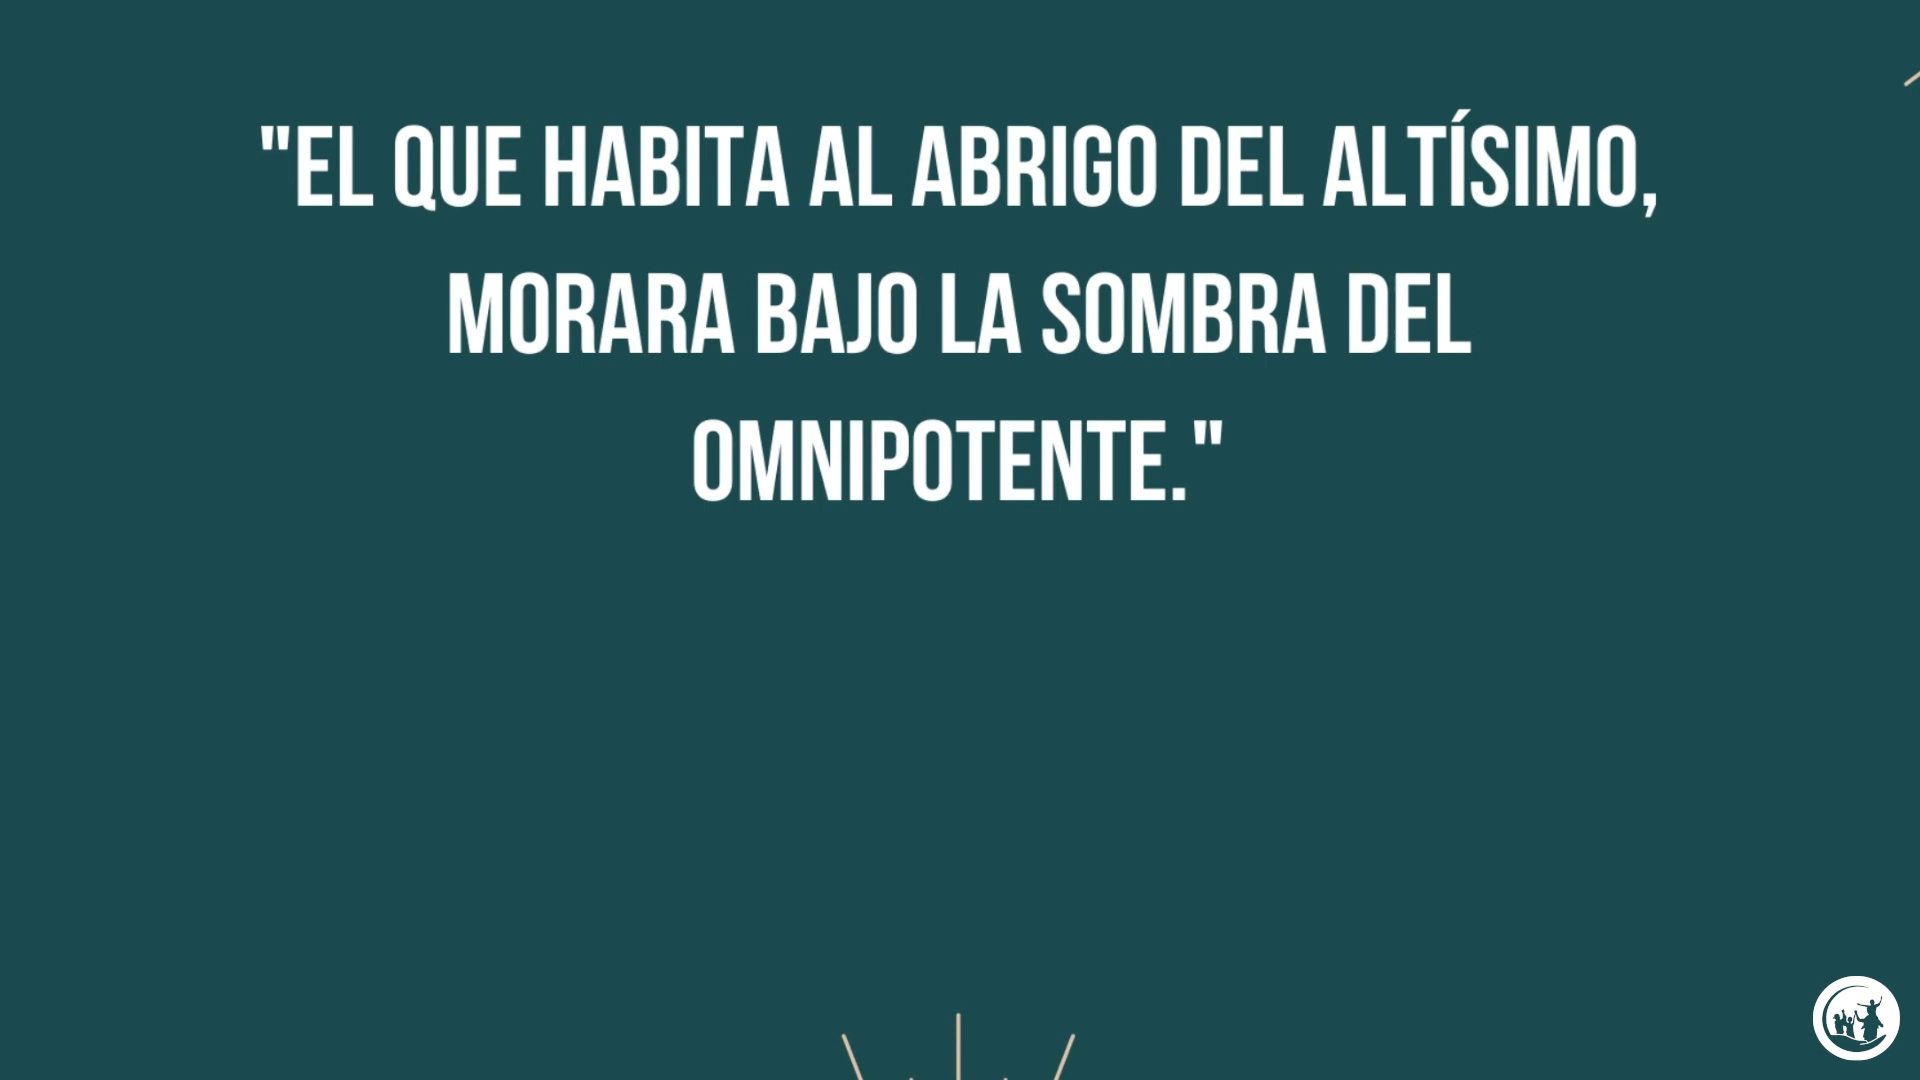 "EL QUE HABITA AL ABRIGO DEL ALTÍSIMO,
MORARA BAJO LA SOMBRA DEL
OMNIPOTENTE."